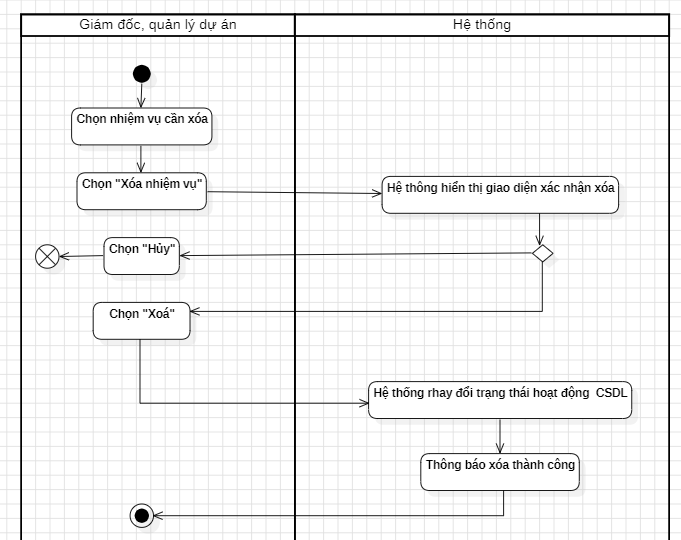 Giám đốc, quản lý dự án
Hệ thống
Chọn nhiệm vụ cần xóa
Chọn "Xóa nhiệm vụ"
Hệ thông hiển thị giao diện xác nhận xóa
Chọn "Hủy"
Chọn "Xoá"
Hệ thống rhay đổi trạng thái hoạt động CSDL
Thông báo xóa thành công